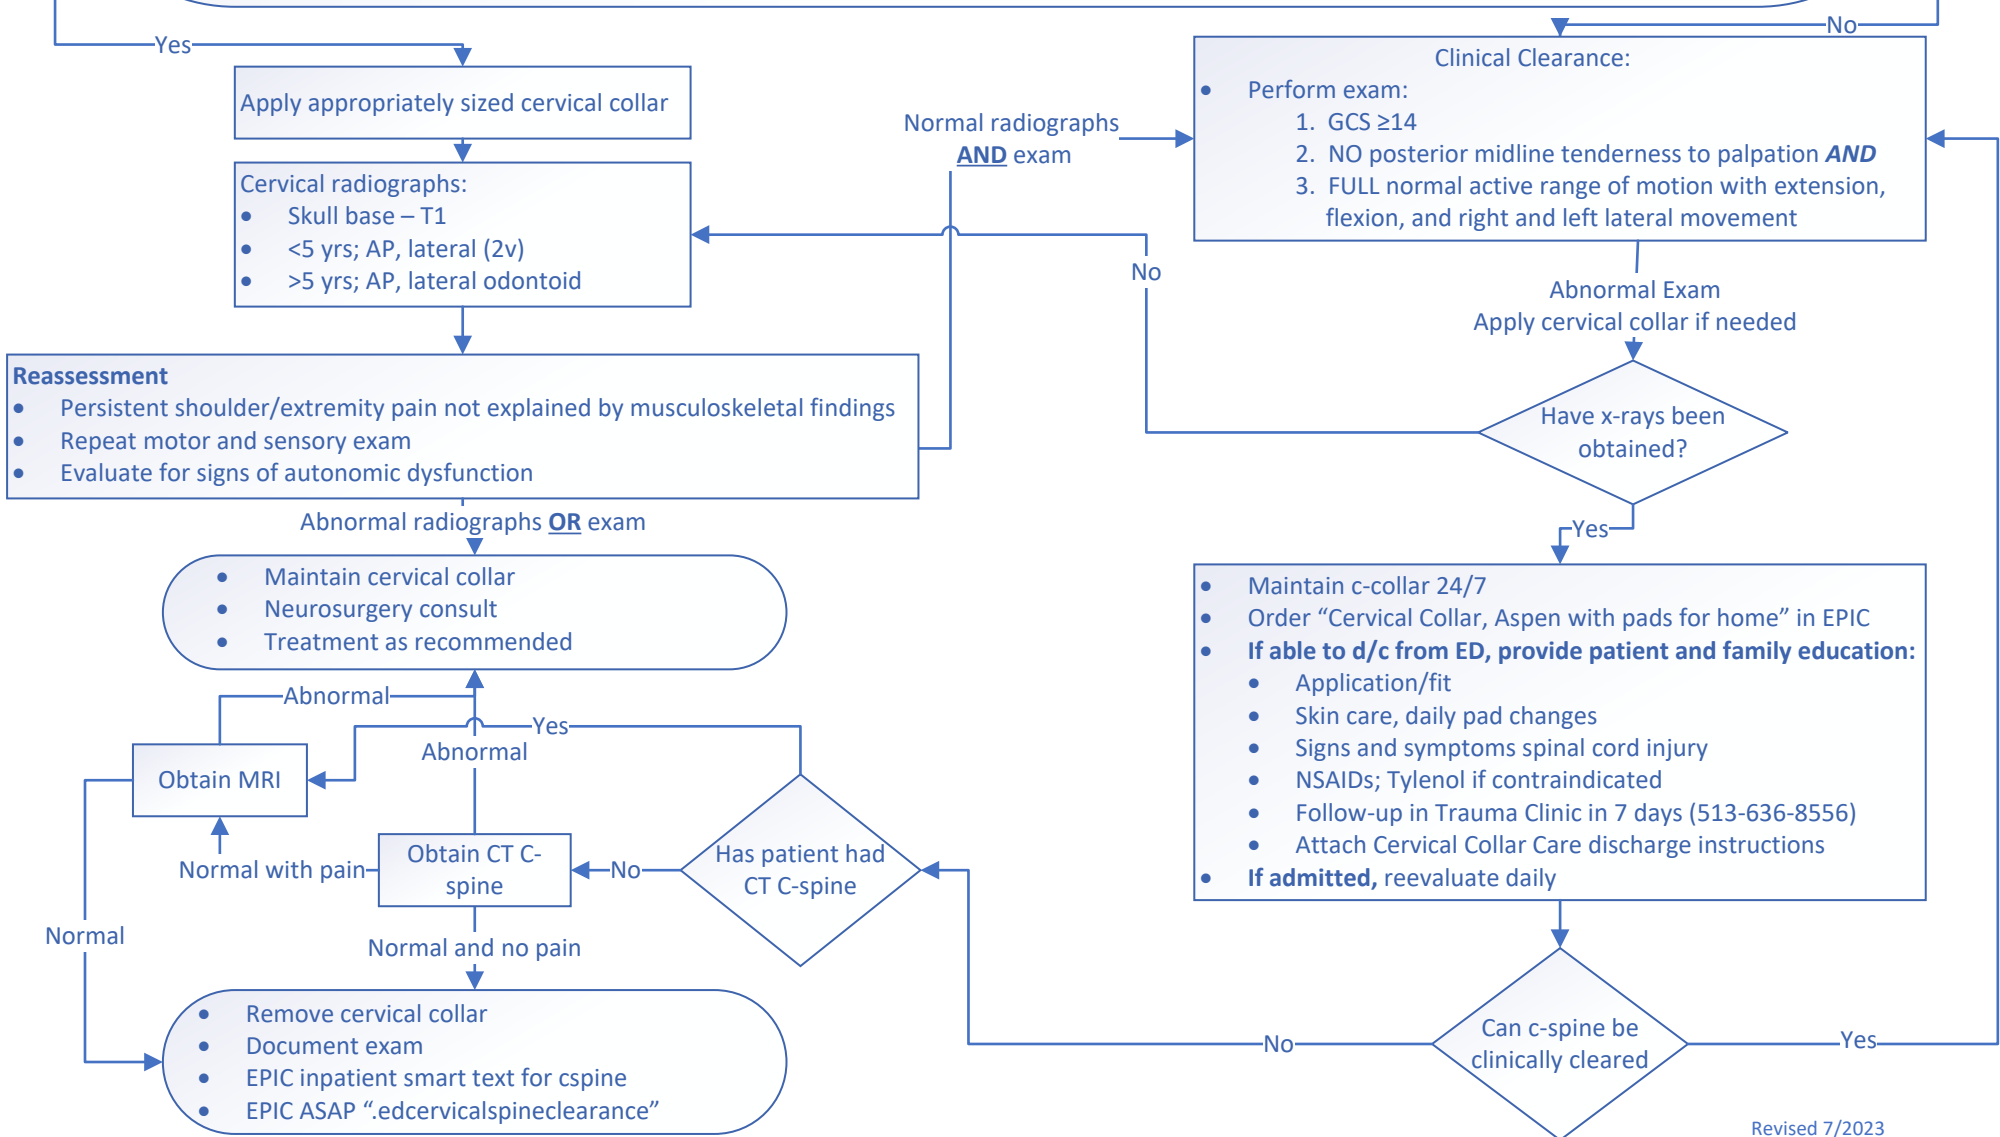 Yes
No
Apply appropriately sized cervical collar
Cervical radiographs:
• Skull base – T1
• <5 yrs; AP, lateral (2v)
• >5 yrs; AP, lateral odontoid
Normal radiographs
AND exam
Clinical Clearance:
• Perform exam:
1. GCS ≥14
2. NO posterior midline tenderness to palpation AND
3. FULL normal active range of motion with extension,
flexion, and right and left lateral movement
No
Abnormal Exam
Apply cervical collar if needed
Reassessment
• Persistent shoulder/extremity pain not explained by musculoskeletal findings
• Repeat motor and sensory exam
• Evaluate for signs of autonomic dysfunction
Have x-rays been
obtained?
Abnormal radiographs OR exam
Yes
• Maintain cervical collar
• Neurosurgery consult
• Treatment as recommended
• Maintain c-collar 24/7
• Order “Cervical Collar, Aspen with pads for home” in EPIC
• If able to d/c from ED, provide patient and family education:
• Application/fit
• Skin care, daily pad changes
• Signs and symptoms spinal cord injury
• NSAIDs; Tylenol if contraindicated
• Follow-up in Trauma Clinic in 7 days (513-636-8556)
• Attach Cervical Collar Care discharge instructions
• If admitted, reevaluate daily
Abnormal
Yes
Abnormal
Obtain MRI
Normal with pain
Obtain CT C-
spine
No
Has patient had
CT C-spine
Normal
Normal and no pain
• Remove cervical collar
• Document exam
• EPIC inpatient smart text for cspine
• EPIC ASAP “.edcervicalspineclearance”
No
Can c-spine be
clinically cleared
Yes
Revised 7/2023